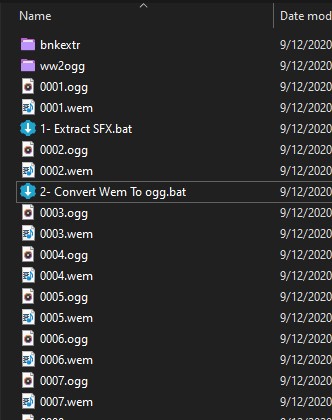 Name Date mod
bnkextr 9/12/2020
ww2ogg 9/12/2020
0001.ogg 9/12/2020
0001.wem 9/12/2020
1- Extract SFX.bat 9/12/2020
0002.ogg 9/12/2020
0002.wem 9/12/2020
2- Convert Wem To ogg.bat 9/12/2020
0003.ogg 9/12/2020
0003.wem 9/12/2020
0004.ogg 9/12/2020
0004.wem 9/12/2020
0005.ogg 9/12/2020
0005.wem 9/12/2020
0006.ogg 9/12/2020
0006.wem 9/12/2020
0007.ogg 9/12/2020
0007.wem 9/12/2020